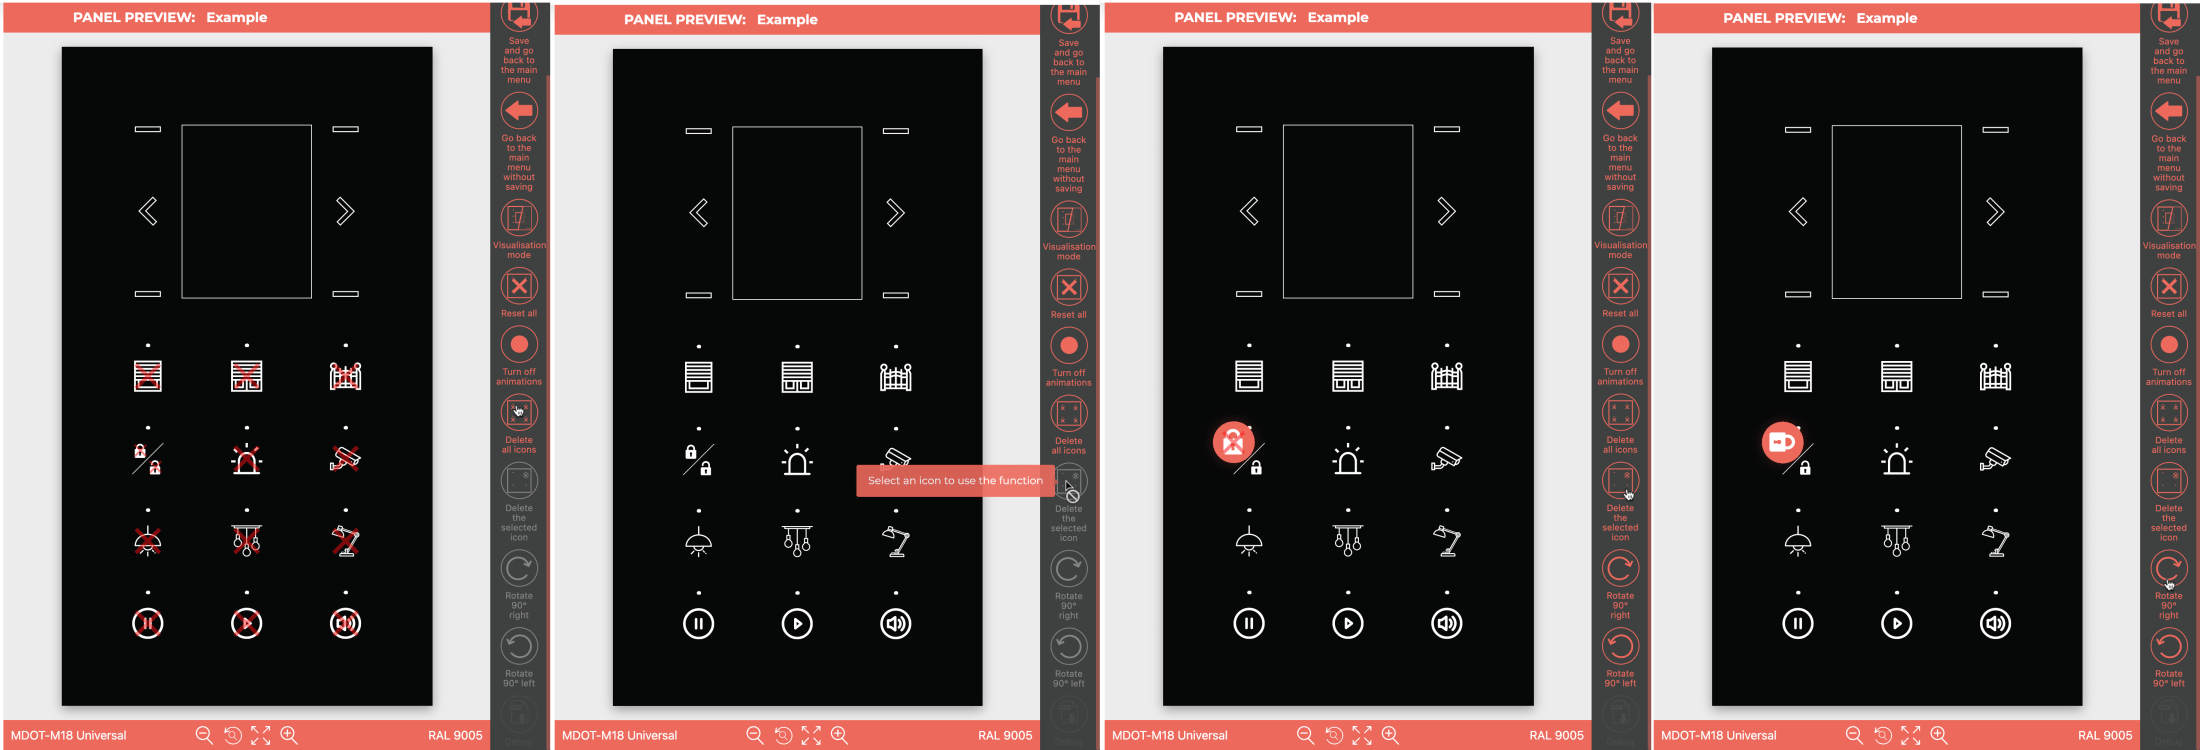 PANEL PREVIEW: Example
Save
and go
back to
the main
menu
Go back
to the
main
menu
without
saving
Visualisation
mode
Reset all
Turn off
animations
Delete
all icons
Delete
the
selected
icon
Rotate
90°
right
Rotate
90° left
MDOT-M18 Universal
RAL 9005
PANEL PREVIEW: Example
Save
and go
back to
the main
menu
Go back
to the
main
menu
without
saving
Visualisation
mode
Reset all
Turn off
animations
Delete
all icons
Select an icon to use the function
Delete
the
selected
icon
Rotate
90°
right
Rotate
90° left
MDOT-M18 Universal
RAL 9005
PANEL PREVIEW: Example
Save
and go
back to
the main
menu
Go back
to the
main
menu
without
saving
Visualisation
mode
Reset all
Turn off
animations
Delete
all icons
Delete
the
selected
icon
Rotate
90°
right
Rotate
90° left
MDOT-M18 Universal
RAL 9005
PANEL PREVIEW: Example
Save
and go
back to
the main
menu
Go back
to the
main
menu
without
saving
Visualisation
mode
Reset all
Turn off
animations
Delete
all icons
Delete
the
selected
icon
Rotate
90°
right
Rotate
90° left
MDOT-M18 Universal
RAL 9005